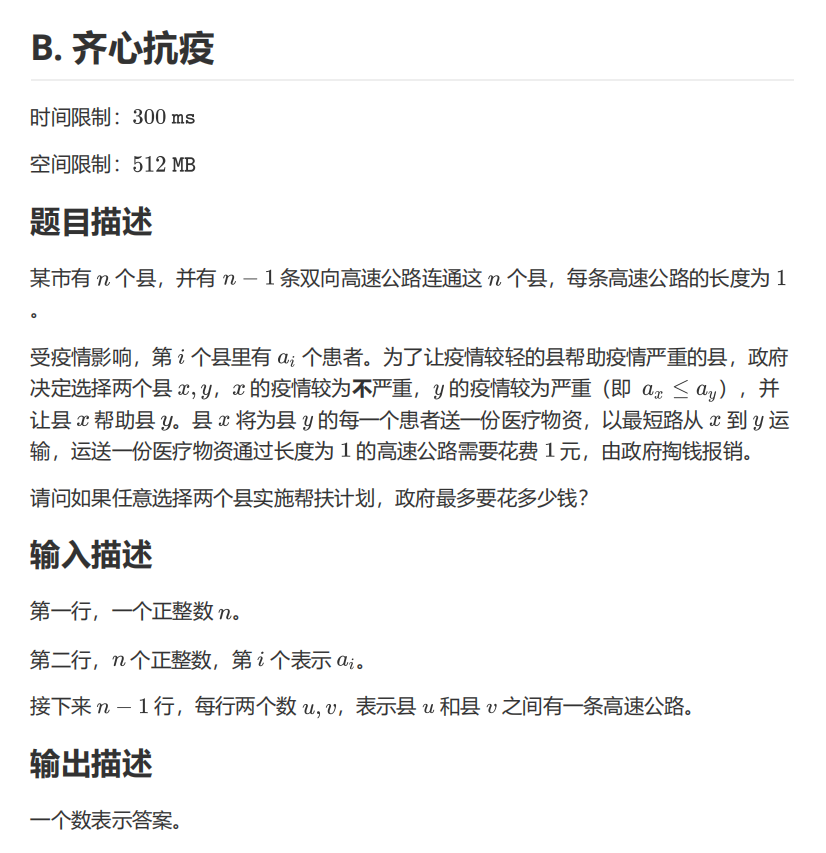 B. 齐心抗疫
时间限制：300 ms
空间限制：512 MB
题目描述
某市有 n 个县，并有 n − 1 条双向高速公路连通这 n 个县，每条高速公路的长度为 1
。
受疫情影响，第 i 个县里有 a_i 个患者。为了让疫情较轻的县帮助疫情严重的县，政府
决定选择两个县 x, y，x 的疫情较为不严重，y 的疫情较为严重（即 a_x ≤ a_y），并
让县 x 帮助县 y。县 x 将为县 y 的每一个患者送一份医疗物资，以最短路从 x 到 y 运
输，运送一份医疗物资通过长度为 1 的高速公路需要花费 1 元，由政府掏钱报销。
请问如果任意选择两个县实施帮扶计划，政府最多要花多少钱？
输入描述
第一行，一个正整数 n。
第二行，n 个正整数，第 i 个表示 a_i。
接下来 n − 1 行，每行两个数 u, v，表示县 u 和县 v 之间有一条高速公路。
输出描述
一个数表示答案。